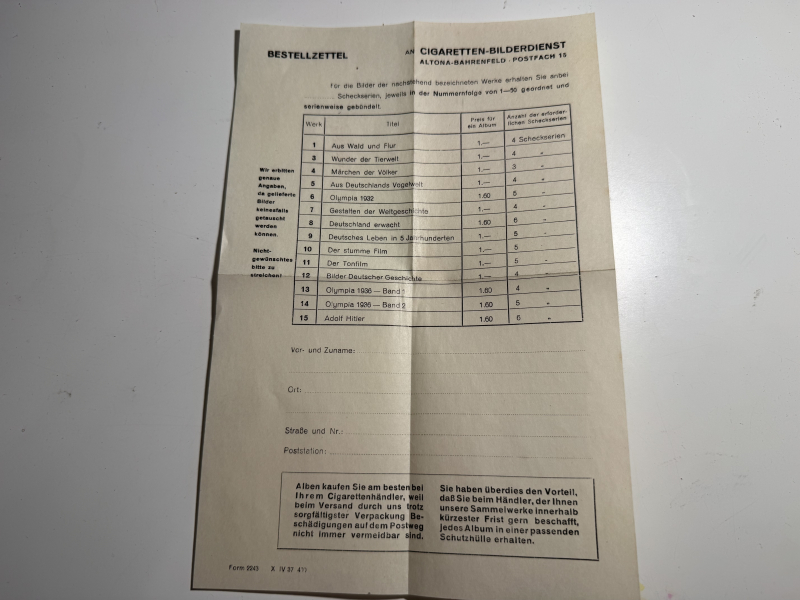 BESTELLZETTEL
AN CIGARETTEN-BILDERDIENST
ALTONA-BAHRENFELD · POSTFACH 15
Für die Bilder der nachstehend bezeichneten Werke erhalten Sie anbei
Scheckserien, jeweils in der Nummernfolge von 1—50 geordnet und
serienweise gebündelt.
Wir erbitten
genaue
Angaben,
da gelieferte
Bilder
keinesfalls
getauscht
werden
können.
Nicht-
gewünschtes
bitte zu
streichen!
Werk Titel Preis für ein Album Anzahl der erforder- lichen Scheckserien
1 Aus Wald und Flur 1.— 4 Scheckserien
3 Wunder der Tierwelt 1.— 4 "
4 Märchen der Völker 1.— 3 "
5 Aus Deutschlands Vogelwelt 1.— 4 "
6 Olympia 1932 1.60 5 "
7 Gestalten der Weltgeschichte 1.— 4 "
8 Deutschland erwacht 1.60 6 "
9 Deutsches Leben in 5 Jahrhunderten 1.— 5 "
10 Der stumme Film 1.— 5 "
11 Der Tonfilm 1.— 5 "
12 Bilder Deutscher Geschichte 1.— 4 "
13 Olympia 1936 — Band 1 1.60 4 "
14 Olympia 1936 — Band 2 1.60 5 "
15 Adolf Hitler 1.60 6 "
Vor- und Zuname:
Ort:
Straße und Nr.:
Poststation:
Alben kaufen Sie am besten bei
Ihrem Cigarettenhändler, weil
beim Versand durch uns trotz
sorgfältigster Verpackung Be-
schädigungen auf dem Postweg
nicht immer vermeidbar sind.
Sie haben überdies den Vorteil,
daß Sie beim Händler, der Ihnen
unsere Sammelwerke innerhalb
kürzester Frist gern beschafft,
jedes Album in einer passenden
Schutzhülle erhalten.
Form 2243 X IV 37